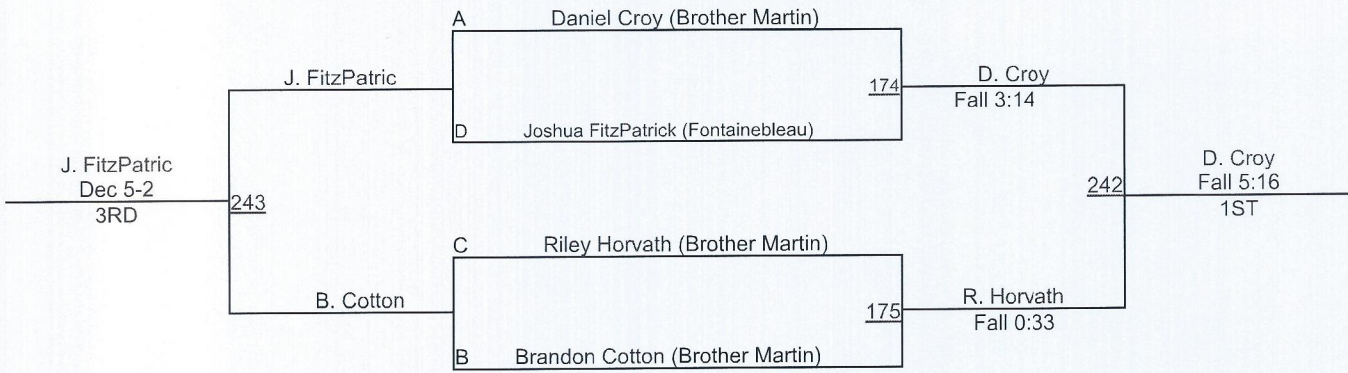 A Daniel Croy (Brother Martin)
J. FitzPatric
174
D. Croy
Fall 3:14
D Joshua FitzPatrick (Fontainebleau)
J. FitzPatric
Dec 5-2
3RD
243
242
D. Croy
Fall 5:16
1ST
C Riley Horvath (Brother Martin)
B. Cotton
175
R. Horvath
Fall 0:33
B Brandon Cotton (Brother Martin)